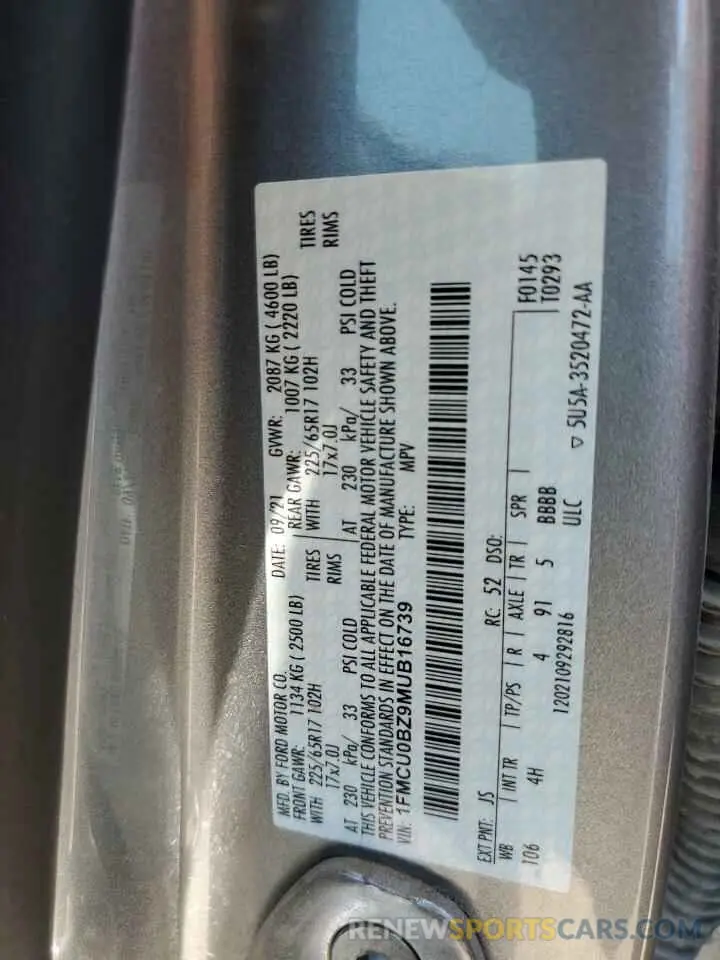 MFD. BY FORD MOTOR CO.
DATE: 09/21 GVWR: 2087 KG ( 4600 LB)
FRONT GAWR: 1134 KG ( 2500 LB) REAR GAWR: 1007 KG ( 2220 LB)
WITH 225/65R17 102H TIRES WITH 225/65R17 102H TIRES
17x7.0J RIMS 17x7.0J RIMS
AT 230 kPa/ 33 PSI COLD AT 230 kPa/ 33 PSI COLD
THIS VEHICLE CONFORMS TO ALL APPLICABLE FEDERAL MOTOR VEHICLE SAFETY AND THEFT
PREVENTION STANDARDS IN EFFECT ON THE DATE OF MANUFACTURE SHOWN ABOVE.
VIN: 1FMCU0BZ9MUB16739 TYPE: MPV
EXT PNT: JS RC: 52 DSO:
WB INT TR TP/PS R AXLE TR SPR F0145
106 4H 4 91 5 BBBB T0293
1202109292816 ULC ▽ 5U5A-3520472-AA
RENEWSPORTSCARS.COM